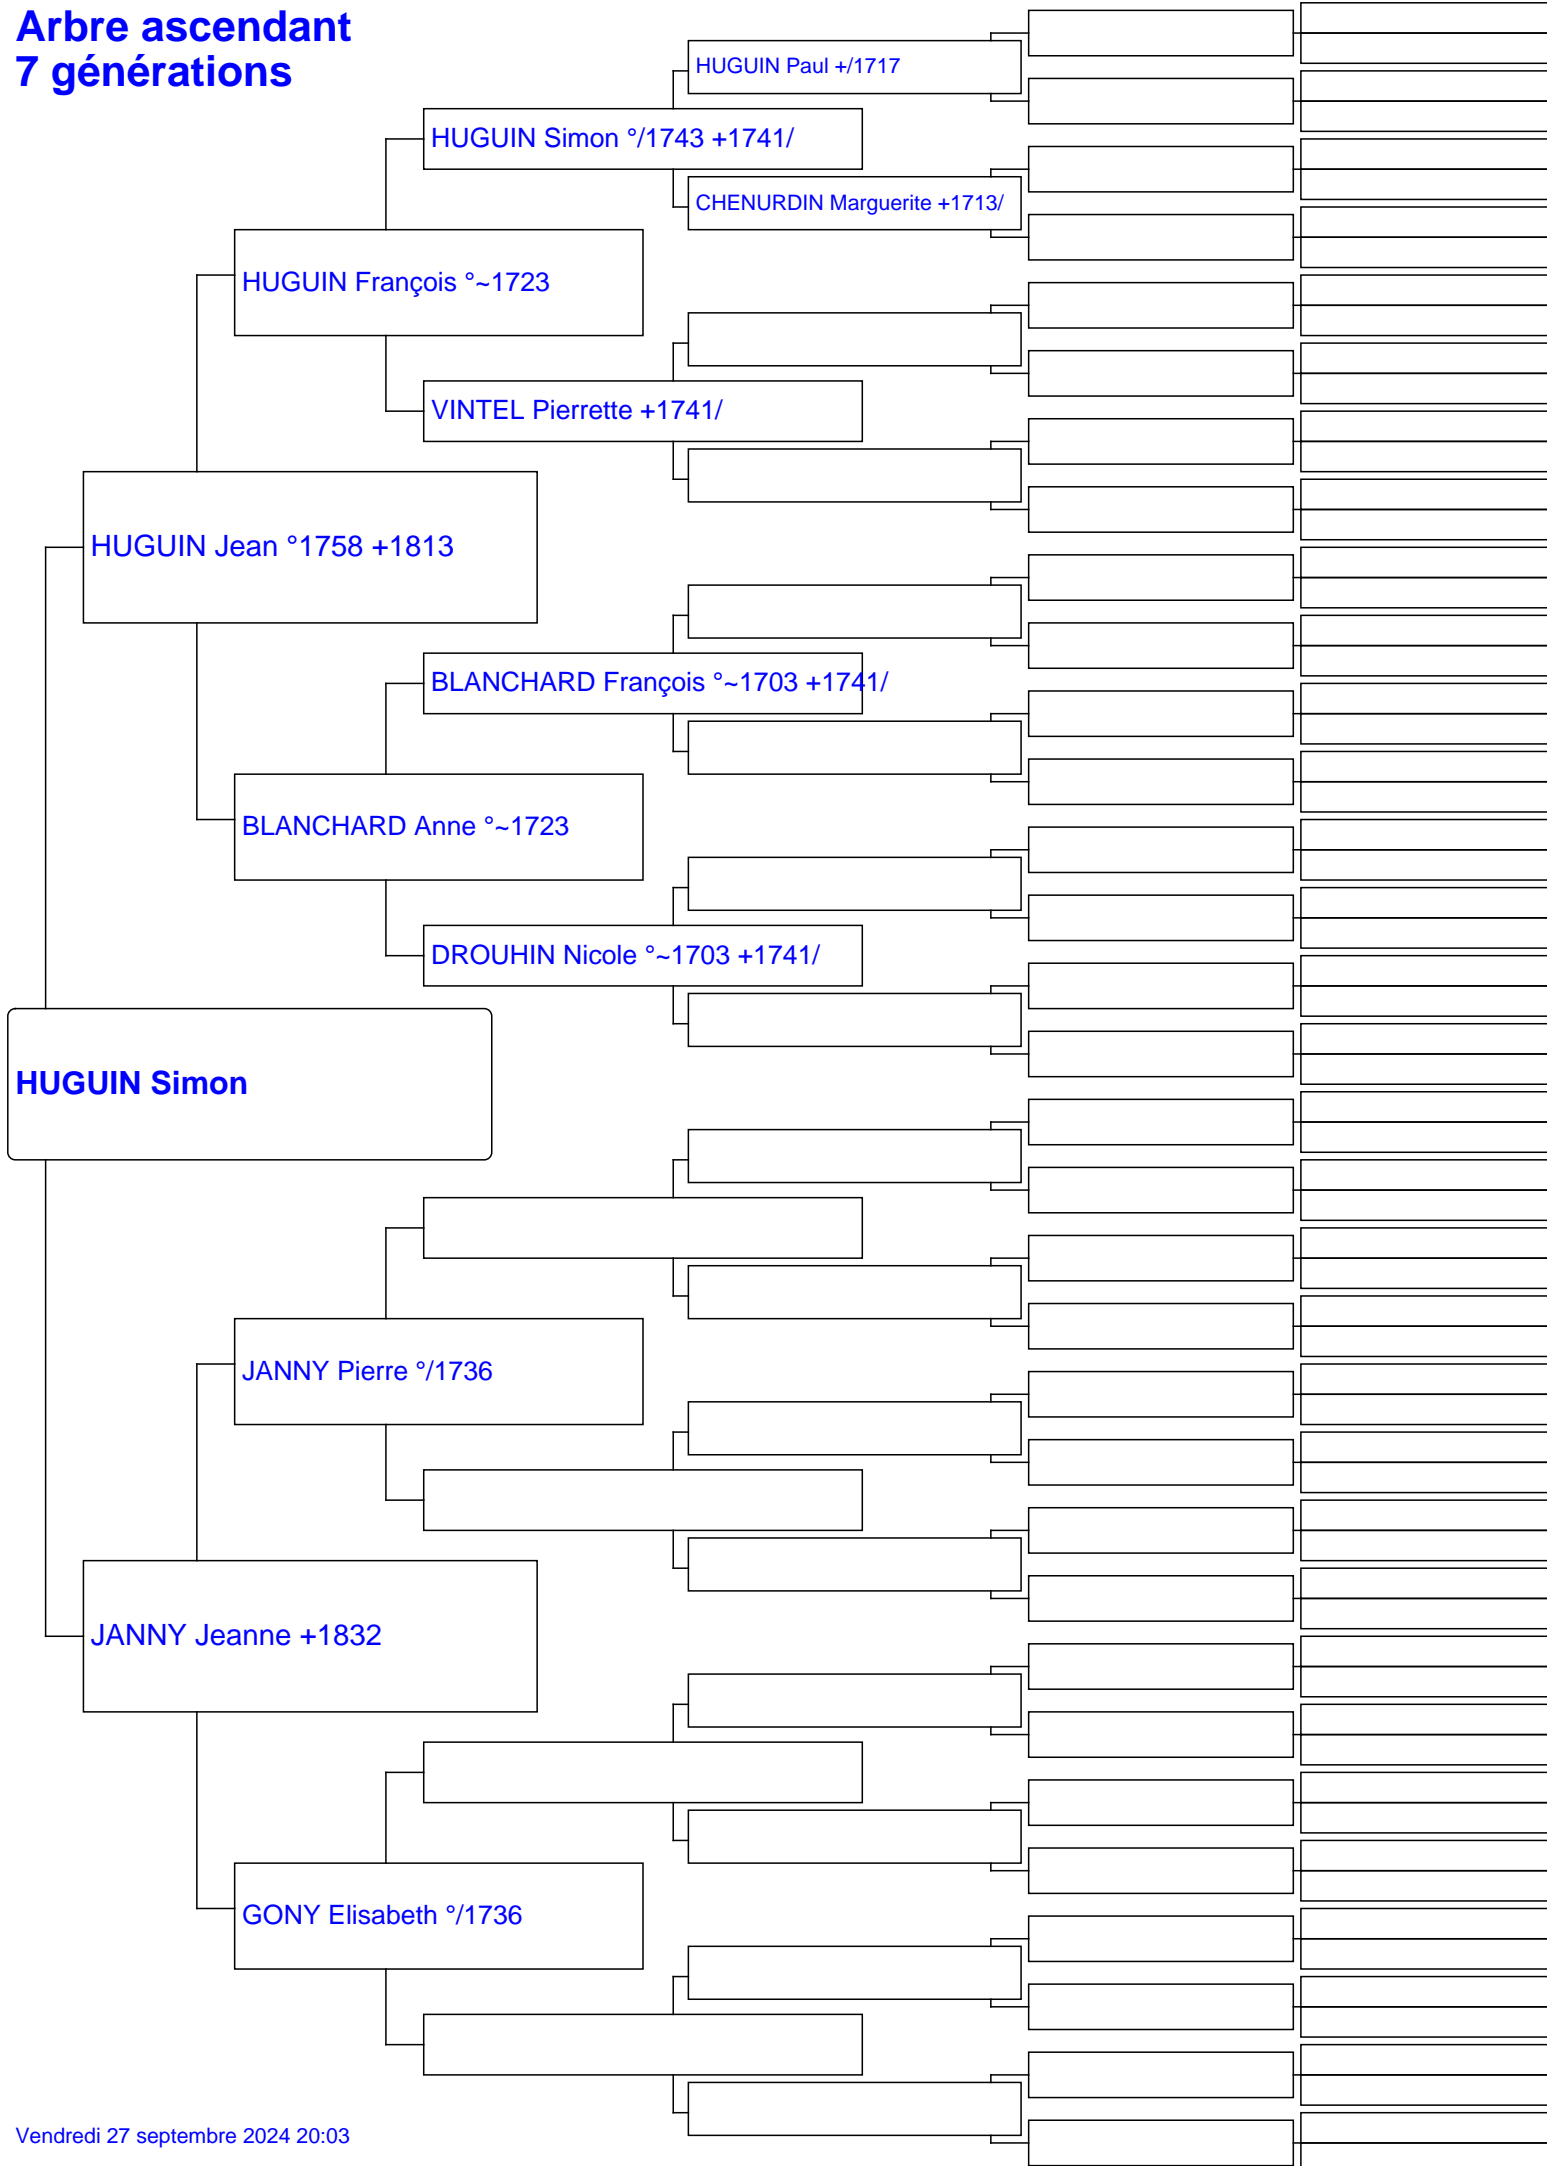 Arbre ascendant
7 générations
HUGUIN Paul +/1717
HUGUIN Simon °/1743 +1741/
CHENURDIN Marguerite +1713/
HUGUIN François °~1723
VINTEL Pierrette +1741/
HUGUIN Jean °1758 +1813
BLANCHARD François °~1703 +1741/
BLANCHARD Anne °~1723
DROUHIN Nicole °~1703 +1741/
HUGUIN Simon
JANNY Pierre °/1736
JANNY Jeanne +1832
GONY Elisabeth °/1736
Vendredi 27 septembre 2024 20:03